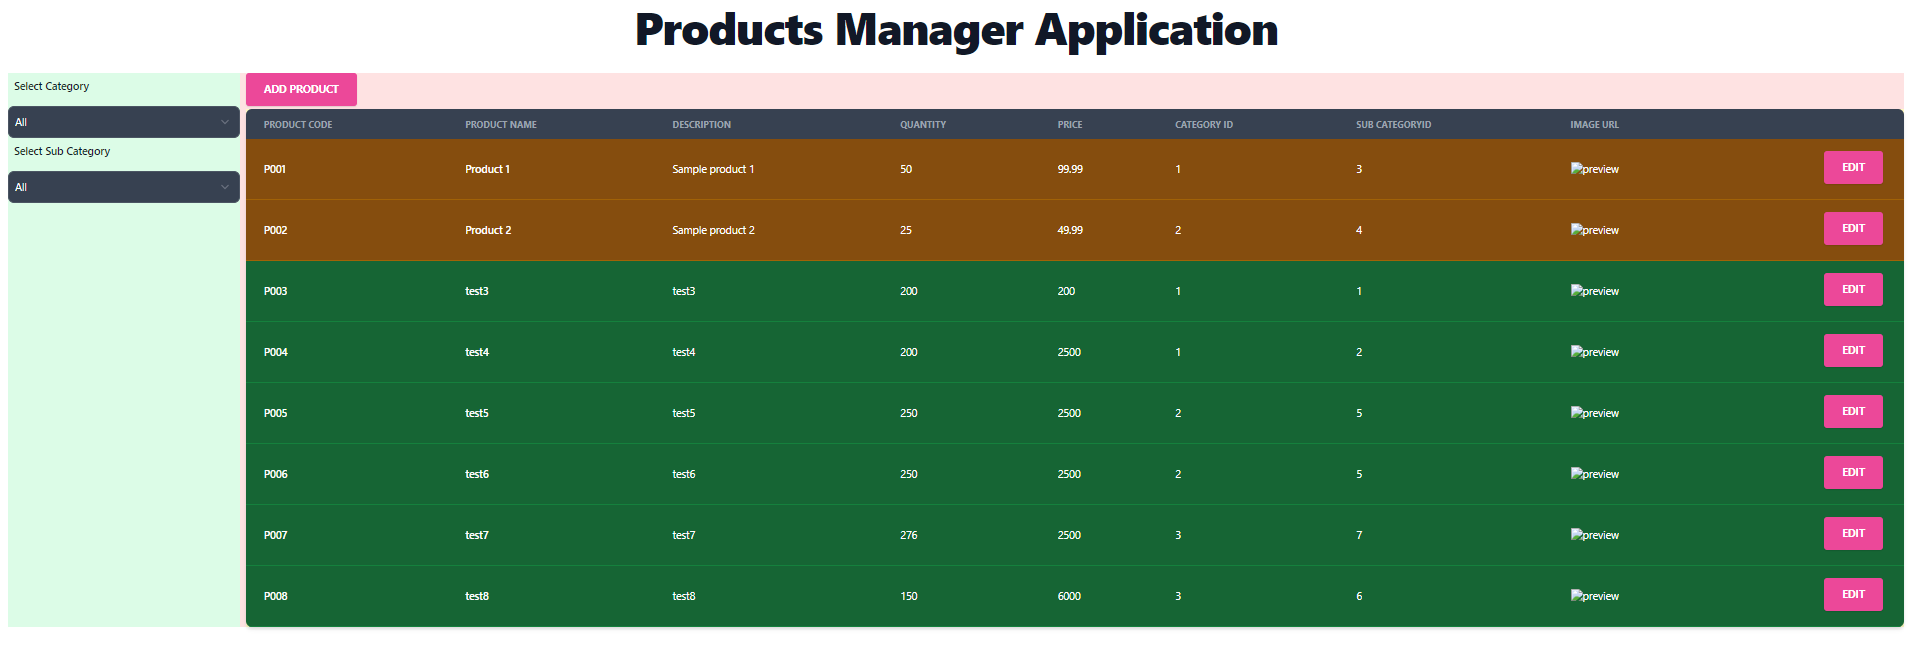 Products Manager Application
Select Category
All
Select Sub Category
All
ADD PRODUCT
PRODUCT CODE PRODUCT NAME DESCRIPTION QUANTITY PRICE CATEGORY ID SUB CATEGORYID IMAGE URL
P001 Product 1 Sample product 1 50 99.99 1 3 preview EDIT
P002 Product 2 Sample product 2 25 49.99 2 4 preview EDIT
P003 test3 test3 200 200 1 1 preview EDIT
P004 test4 test4 200 2500 1 2 preview EDIT
P005 test5 test5 250 2500 2 5 preview EDIT
P006 test6 test6 250 2500 2 5 preview EDIT
P007 test7 test7 276 2500 3 7 preview EDIT
P008 test8 test8 150 6000 3 6 preview EDIT